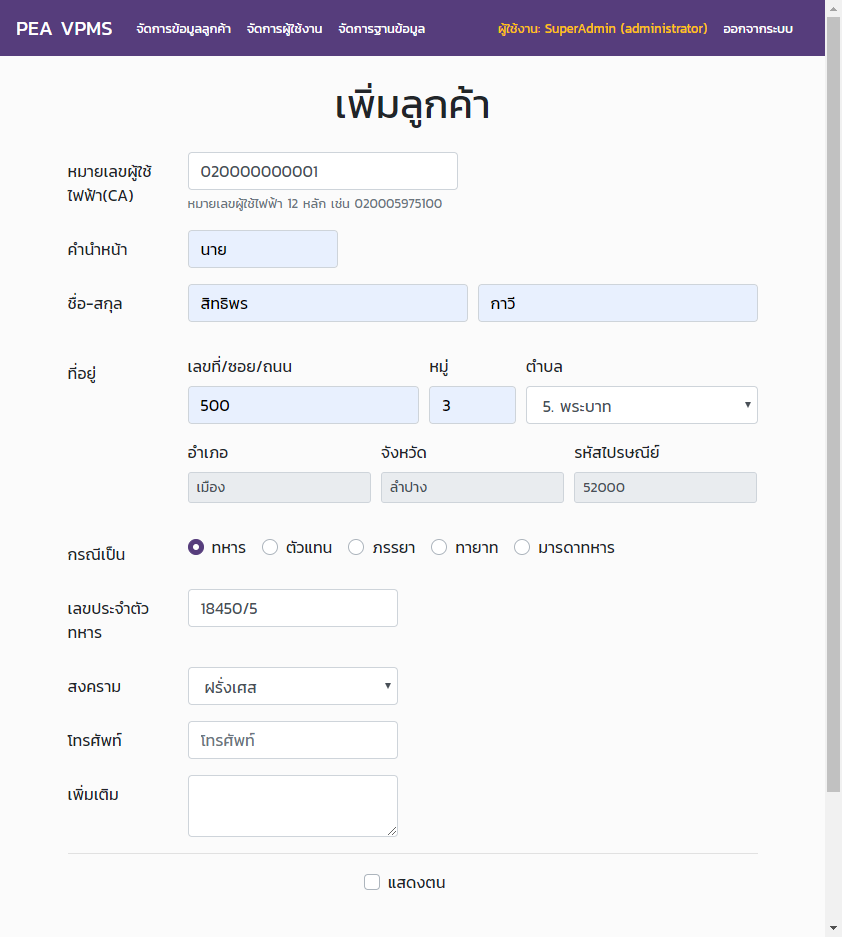 PEA VPMS จัดการข้อมูลลูกค้า จัดการผู้ใช้งาน จัดการฐานข้อมูล ผู้ใช้งาน: SuperAdmin (administrator) ออกจากระบบ
เพิ่มลูกค้า
หมายเลขผู้ใช้
ไฟฟ้า(CA)
020000000001
หมายเลขผู้ใช้ไฟฟ้า 12 หลัก เช่น 020005975100
คำนำหน้า นาย
ชื่อ-สกุล สิทธิพร กาวี
ที่อยู่
เลขที่/ซอย/ถนน หมู่ ตำบล
500 3 5. พระบาท
อำเภอ จังหวัด รหัสไปรษณีย์
เมือง ลำปาง 52000
กรณีเป็น ทหาร ตัวแทน ภรรยา ทายาท มารดาทหาร
เลขประจำตัว
ทหาร
18450/5
สงคราม ฝรั่งเศส
โทรศัพท์ โทรศัพท์
เพิ่มเติม
แสดงตน